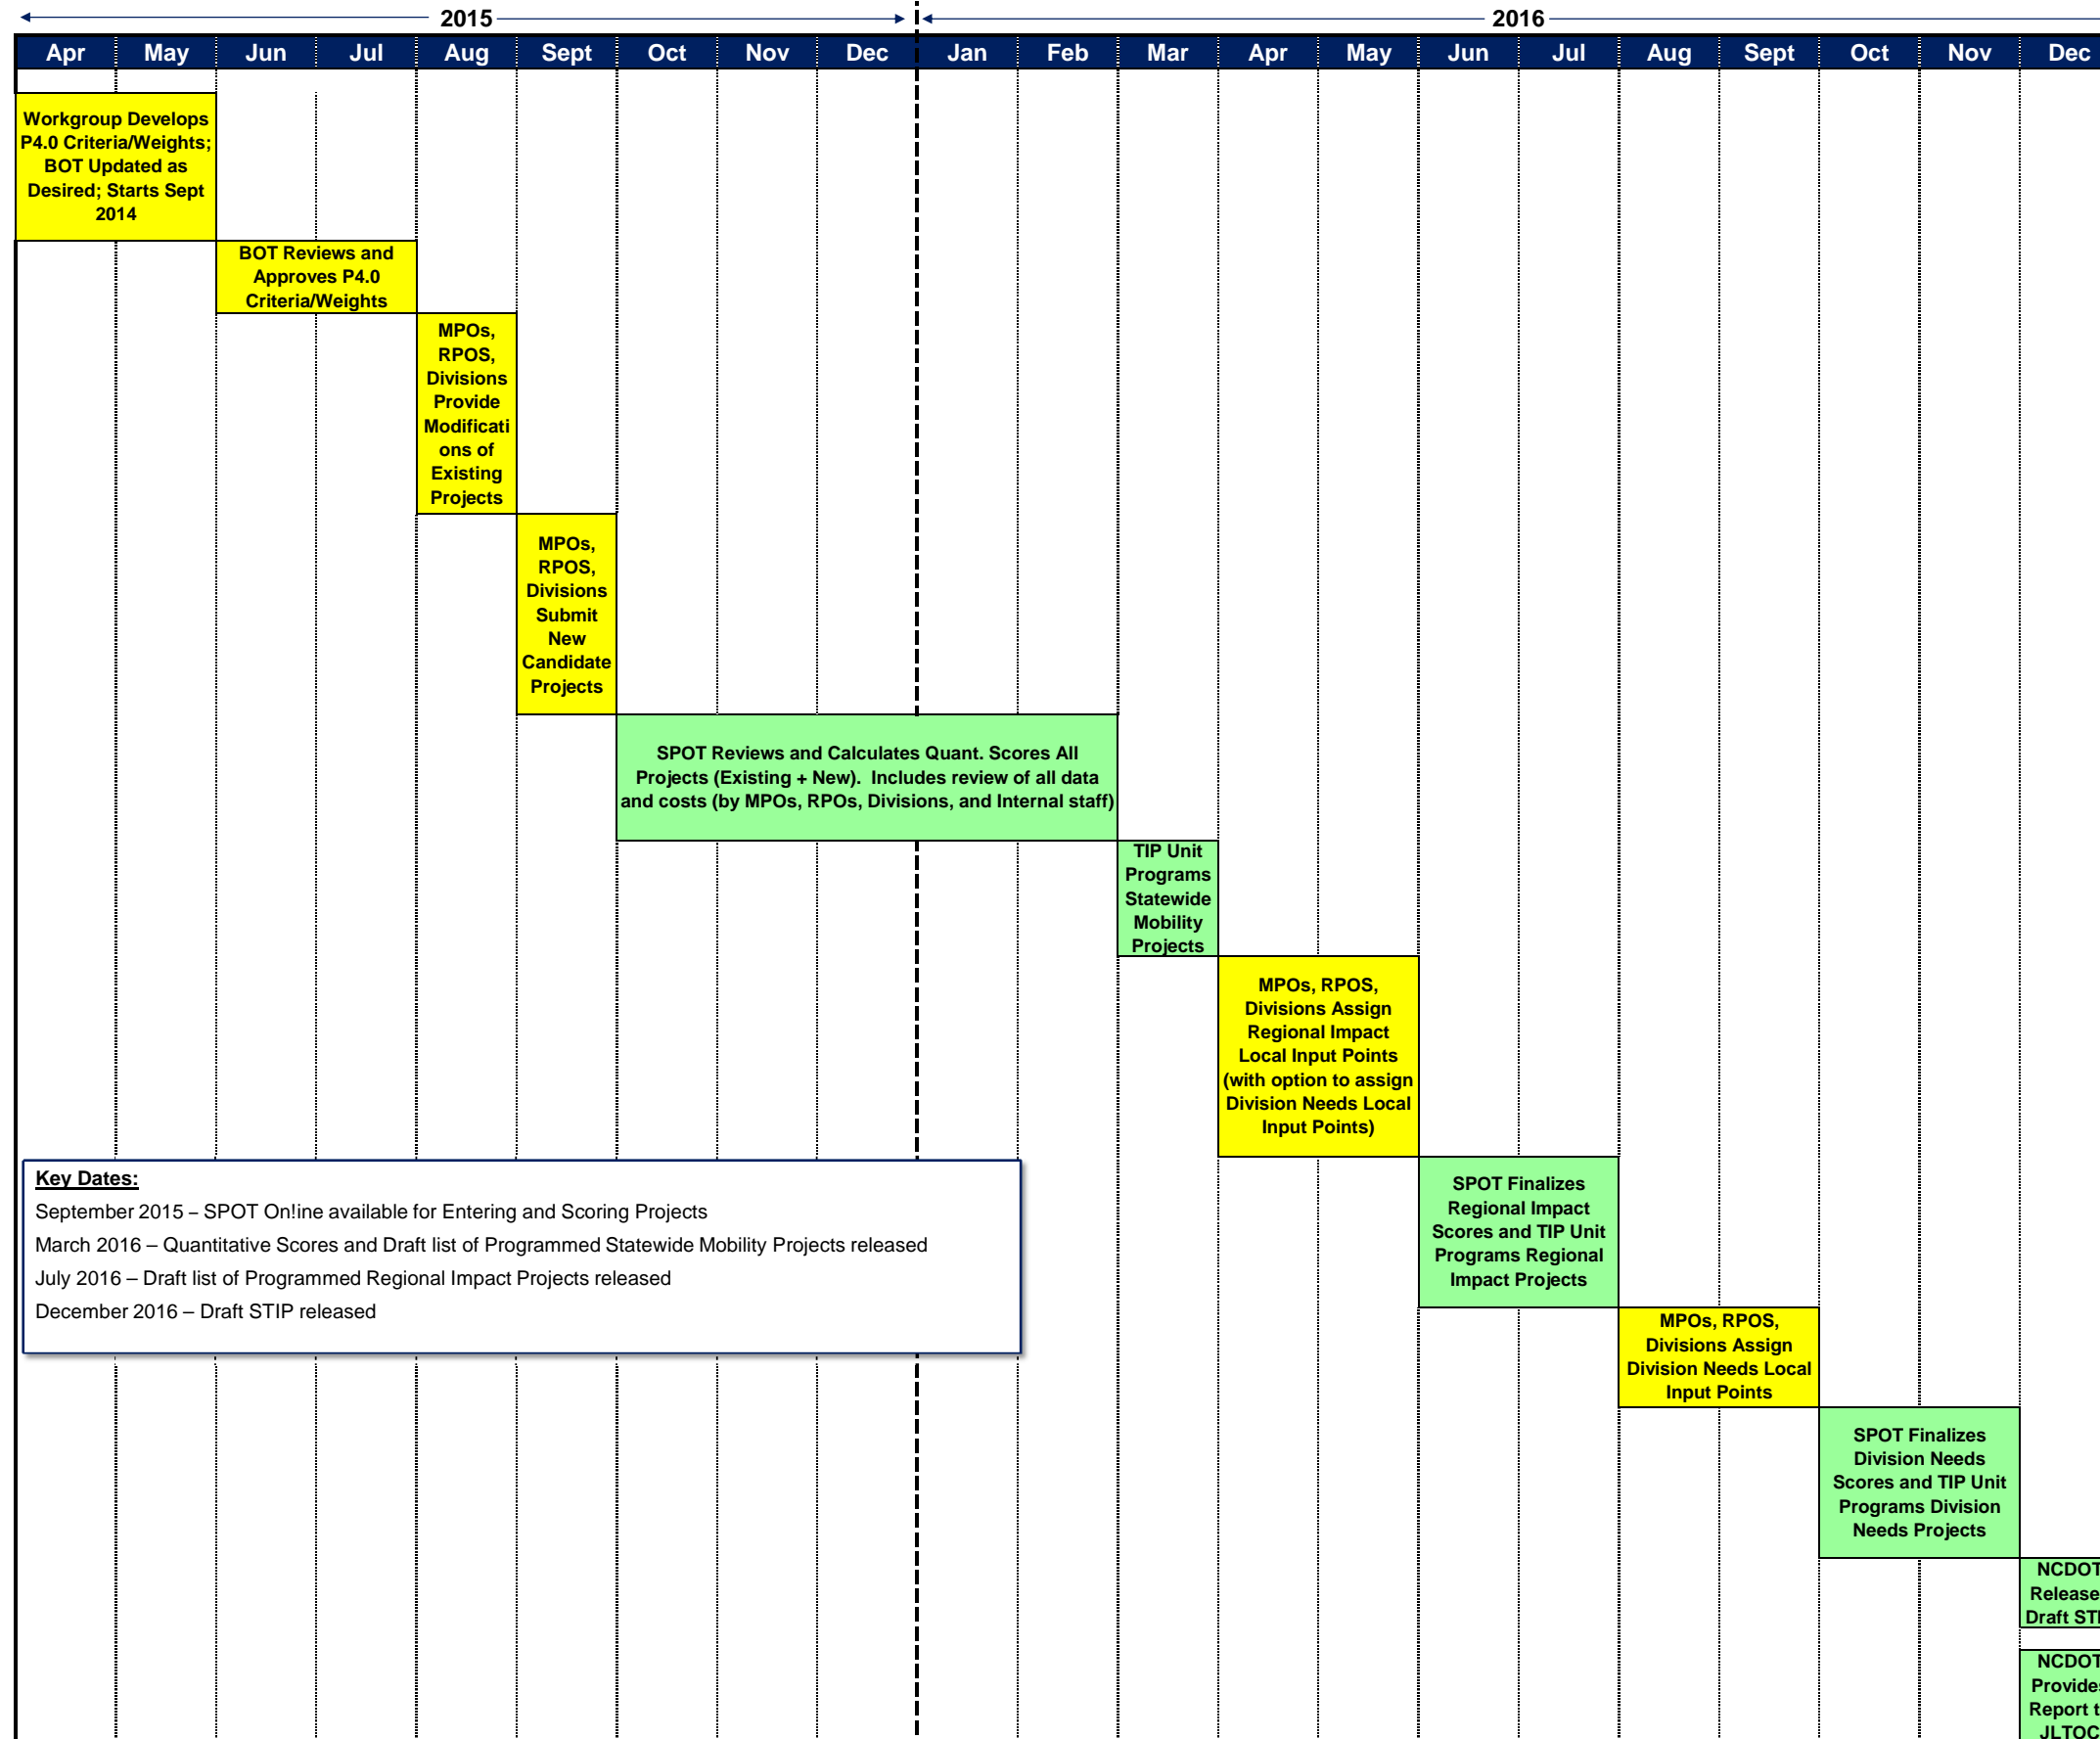 2015
2016
Apr May Jun Jul Aug Sept Oct Nov Dec Jan Feb Mar Apr May Jun Jul Aug Sept Oct Nov Dec
Workgroup Develops
P4.0 Criteria/Weights;
BOT Updated as
Desired; Starts Sept
2014
BOT Reviews and
Approves P4.0
Criteria/Weights
MPOs,
RPOS,
Divisions
Provide
Modificati
ons of
Existing
Projects
MPOs,
RPOS,
Divisions
Submit
New
Candidate
Projects
SPOT Reviews and Calculates Quant. Scores All
Projects (Existing + New).  Includes review of all data
and costs (by MPOs, RPOs, Divisions, and Internal staff)
TIP Unit
Programs
Statewide
Mobility
Projects
MPOs, RPOS,
Divisions Assign
Regional Impact
Local Input Points
(with option to assign
Division Needs Local
Input Points)
Key Dates:
September 2015 – SPOT On!ine available for Entering and Scoring Projects
March 2016 – Quantitative Scores and Draft list of Programmed Statewide Mobility Projects released
July 2016 – Draft list of Programmed Regional Impact Projects released
December 2016 – Draft STIP released
SPOT Finalizes
Regional Impact
Scores and TIP Unit
Programs Regional
Impact Projects
MPOs, RPOS,
Divisions Assign
Division Needs Local
Input Points
SPOT Finalizes
Division Needs
Scores and TIP Unit
Programs Division
Needs Projects
NCDOT
Release
Draft
NCDOT
Provides
Report
JLTOC